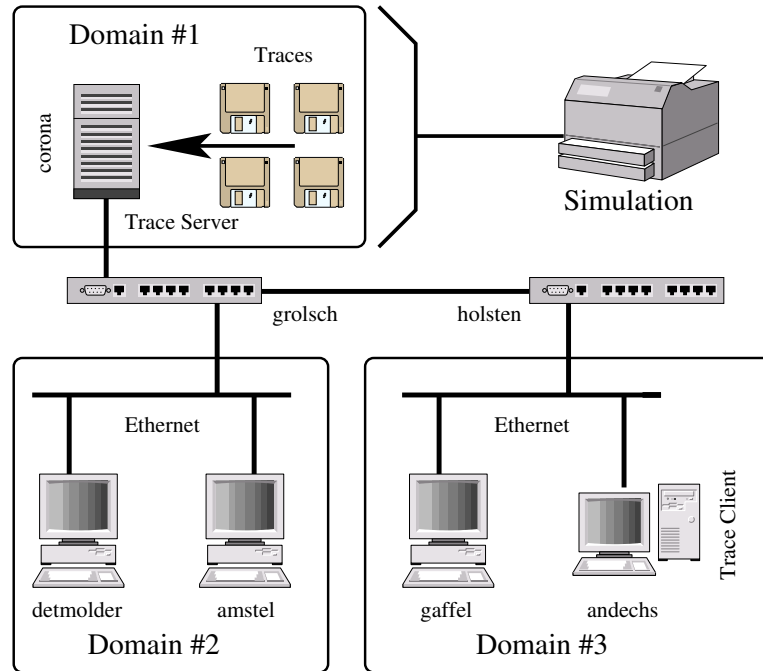 Domain #1
Traces
corona
Trace Server
Simulation
grolsch
holsten
Ethernet
Ethernet
detmolder
amstel
gaffel
andechs
Trace Client
Domain #2
Domain #3